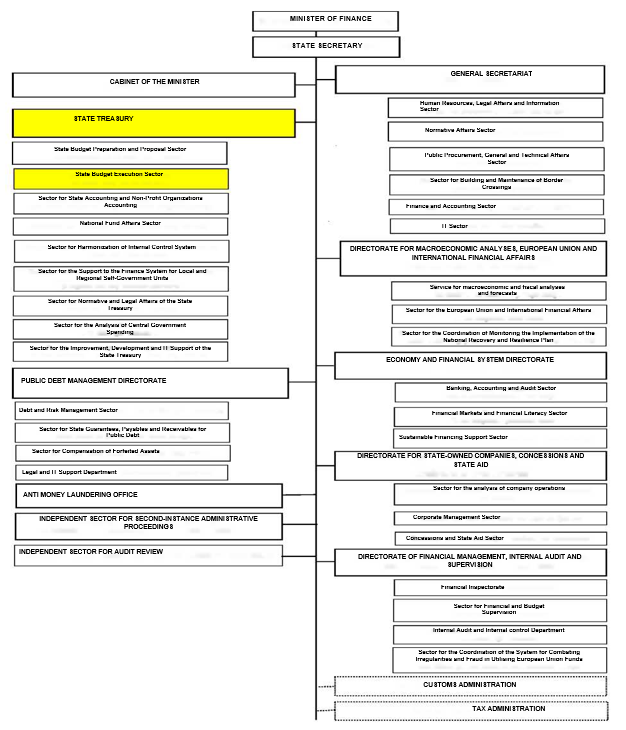 MINISTER OF FINANCE
STATE SECRETARY
CABINET OF THE MINISTER
STATE TREASURY
State Budget Preparation and Proposal Sector
State Budget Execution Sector
Sector for State Accounting and Non-Profit Organizations
Accounting
National Fund Affairs Sector
Sector for Harmonization of Internal Control System
Sector for the Support to the Finance System for Local and
Regional Self-Government Units
Sector for Normative and Legal Affairs of the State
Treasury
Sector for the Analysis of Central Government
Spending
Sector for the Improvement, Development and IT Support of the
State Treasury
PUBLIC DEBT MANAGEMENT DIRECTORATE
Debt and Risk Management Sector
Sector for State Guarantees, Payables and Receivables for
Public Debt
Sector for Compensation of Forfeited Assets
Legal and IT Support Department
ANTI MONEY LAUNDERING OFFICE
INDEPENDENT SECTOR FOR SECOND-INSTANCE ADMINISTRATIVE
PROCEEDINGS
INDEPENDENT SECTOR FOR AUDIT REVIEW
GENERAL SECRETARIAT
Human Resources, Legal Affairs and Information
Sector
Normative Affairs Sector
Public Procurement, General and Technical Affairs
Sector
Sector for Building and Maintenance of Border
Crossings
Finance and Accounting Sector
IT Sector
DIRECTORATE FOR MACROECONOMIC ANALYSES, EUROPEAN UNION AND
INTERNATIONAL FINANCIAL AFFAIRS
Service for macroeconomic and fiscal analyses
and forecasts
Sector for the European Union and International Financial Affairs
Sector for the Coordination of Monitoring the Implementation of the
National Recovery and Resilience Plan
ECONOMY AND FINANCIAL SYSTEM DIRECTORATE
Banking, Accounting and Audit Sector
Financial Markets and Financial Literacy Sector
Sustainable Financing Support Sector
DIRECTORATE FOR STATE-OWNED COMPANIES, CONCESSIONS AND
STATE AID
Sector for the analysis of company operations
Corporate Management Sector
Concessions and State Aid Sector
DIRECTORATE OF FINANCIAL MANAGEMENT, INTERNAL AUDIT AND
SUPERVISION
Financial Inspectorate
Sector for Financial and Budget
Supervision
Internal Audit and Internal control Department
Sector for the Coordination of the System for Combating
Irregularities and Fraud in Utilising European Union Funds
CUSTOMS ADMINISTRATION
TAX ADMINISTRATION